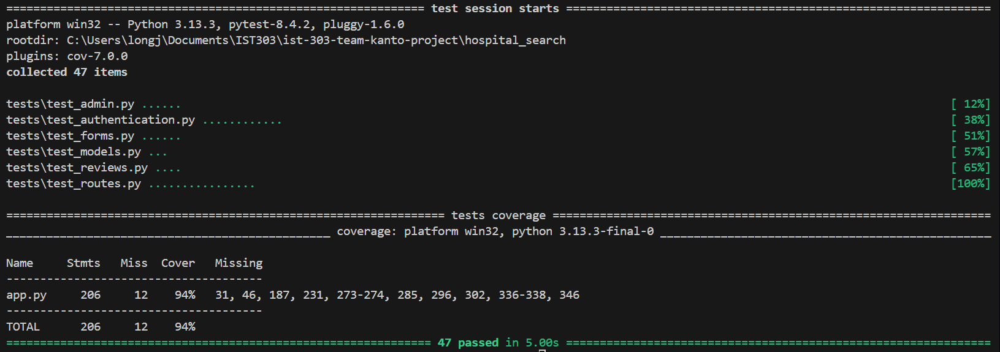 ============================================================== test session starts ===============================================================
platform win32 -- Python 3.13.3, pytest-8.4.2, pluggy-1.6.0
rootdir: C:\Users\longj\Documents\IST303\ist-303-team-kanto-project\hospital_search
plugins: cov-7.0.0
collected 47 items
tests\test_admin.py ...... [ 12%]
tests\test_authentication.py ............ [ 38%]
tests\test_forms.py ...... [ 51%]
tests\test_models.py ... [ 57%]
tests\test_reviews.py .... [ 65%]
tests\test_routes.py ................ [100%]
================================================================= tests coverage =================================================================
________________________________________________ coverage: platform win32, python 3.13.3-final-0 _________________________________________________
Name     Stmts   Miss  Cover   Missing
--------------------------------------
app.py     206     12    94%   31, 46, 187, 231, 273-274, 285, 296, 302, 336-338, 346
--------------------------------------
TOTAL      206     12    94%
=============================================================== 47 passed in 5.00s ===============================================================